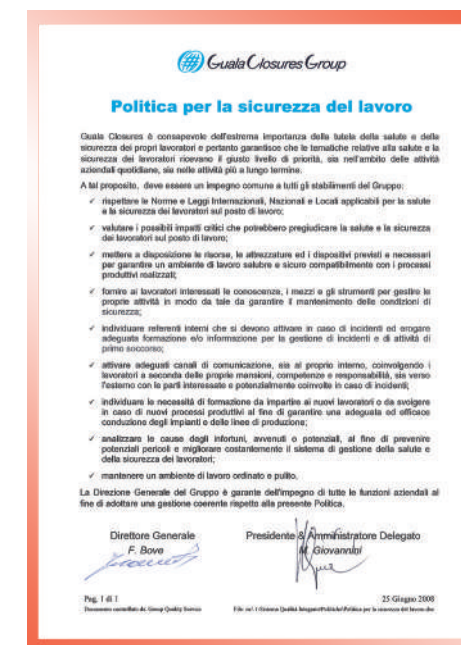 Guala Closures Group
Politica per la sicurezza del lavoro
Guala Closures è consapevole dell'estrema importanza della tutela della salute e della
sicurezza dei propri lavoratori e pertanto garantisce che le tematiche relative alla salute e la
sicurezza dei lavoratori ricevano il giusto livello di priorità, sia nell'ambito delle attività
aziendali quotidiane, sia nelle attività più a lungo termine.
A tal proposito, deve essere un impegno comune a tutti gli stabilimenti del Gruppo:
✓ rispettare le Norme e Leggi Internazionali, Nazionali e Locali applicabili per la salute
e la sicurezza dei lavoratori sul posto di lavoro;
✓ valutare i possibili impatti critici che potrebbero pregiudicare la salute e la sicurezza
dei lavoratori sul posto di lavoro;
✓ mettere a disposizione le risorse, le attrezzature ed i dispositivi previsti e necessari
per garantire un ambiente di lavoro salubre e sicuro compatibilmente con i processi
produttivi realizzati;
✓ fornire ai lavoratori interessati le conoscenze, i mezzi e gli strumenti per gestire le
proprie attività in modo da tale da garantire il mantenimento delle condizioni di
sicurezza;
✓ individuare referenti interni che si devono attivare in caso di incidenti ed erogare
adeguata formazione e/o informazione per la gestione di incidenti e di attività di
primo soccorso;
✓ attivare adeguati canali di comunicazione, sia al proprio interno, coinvolgendo i
lavoratori a seconda delle proprie mansioni, competenze e responsabilità, sia verso
l'esterno con le parti interessate e potenzialmente coinvolte in caso di incidenti;
✓ individuare le necessità di formazione da impartire ai nuovi lavoratori o da svolgere
in caso di nuovi processi produttivi al fine di garantire una adeguata ed efficace
conduzione degli impianti e delle linee di produzione;
✓ analizzare le cause degli infortuni, avvenuti o potenziali, al fine di prevenire
potenziali pericoli e migliorare costantemente il sistema di gestione della salute e
della sicurezza dei lavoratori;
✓ mantenere un ambiente di lavoro ordinato e pulito.
La Direzione Generale del Gruppo è garante dell'impegno di tutte le funzioni aziendali al
fine di adottare una gestione coerente rispetto alla presente Politica.
Direttore Generale Presidente & Amministratore Delegato
F. Bove M. Giovannini
Pag. 1 di 1 25 Giugno 2008
Documento controllato da: Group Quality Service